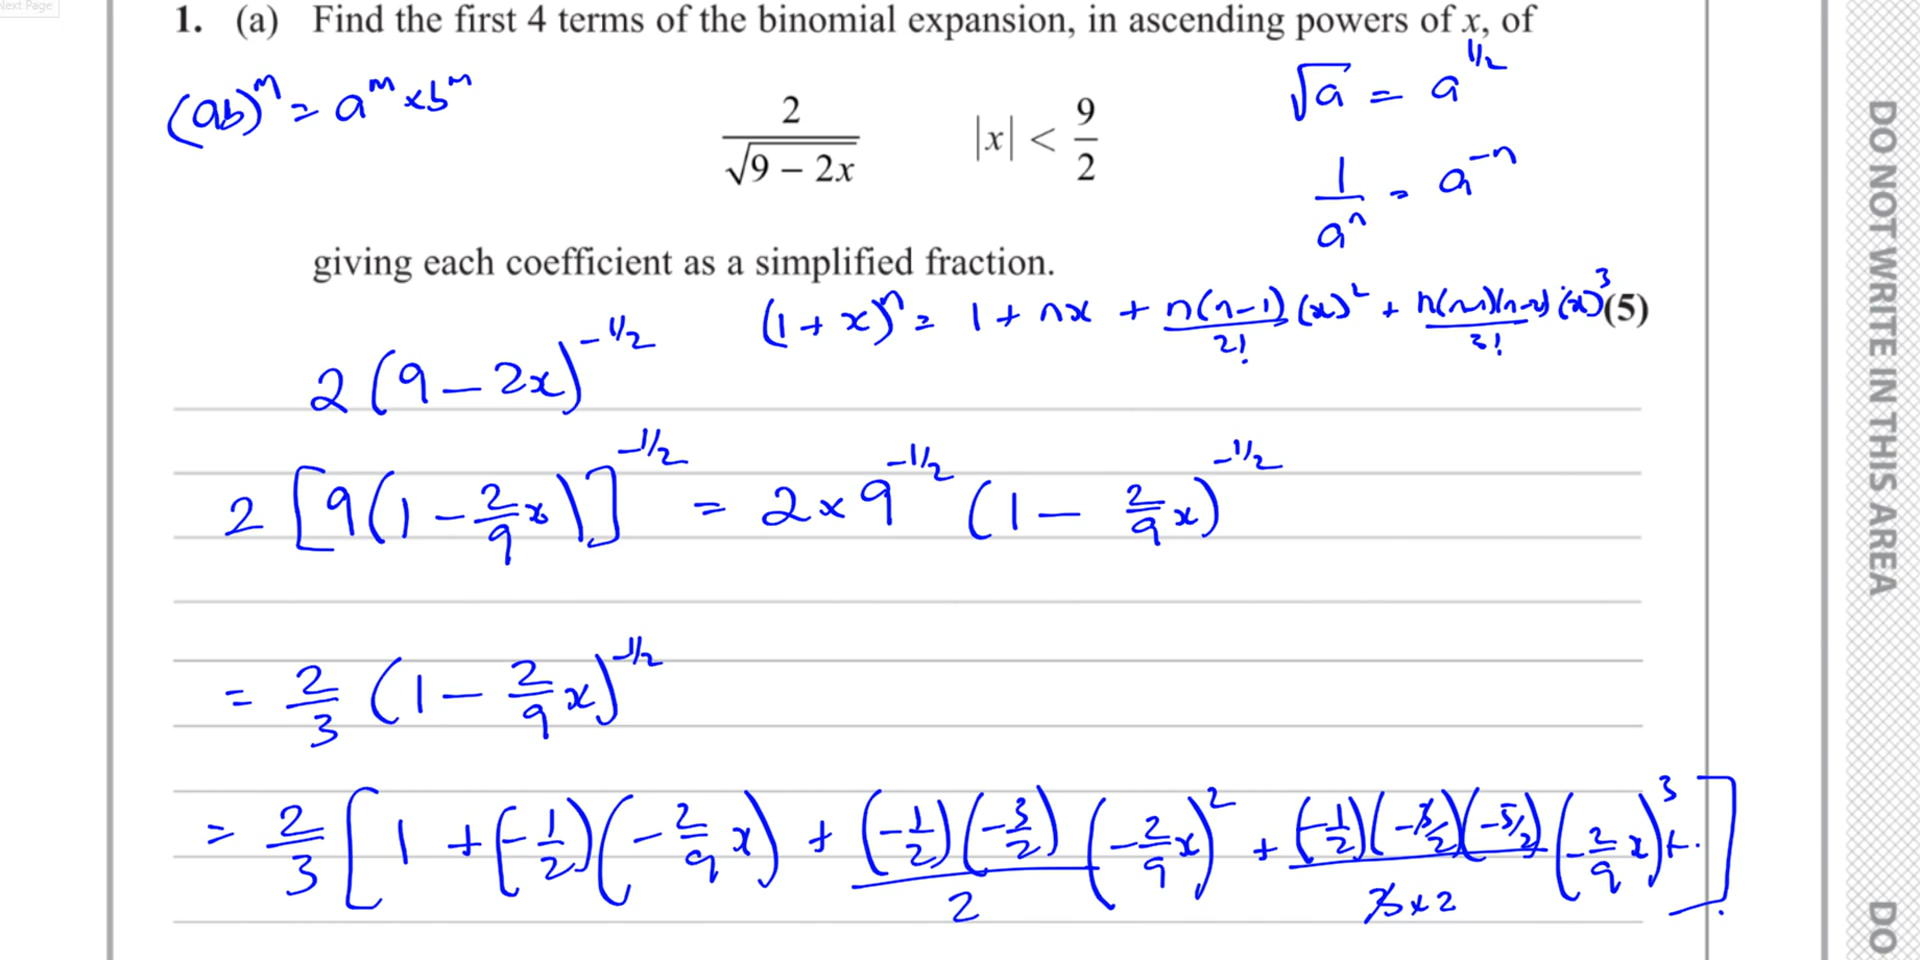 Next Page
1. (a) Find the first 4 terms of the binomial expansion, in ascending powers of x, of
(ab)^m = a^m × b^m
2/√(9 – 2x) |x| < 9/2
√a = a^(1/2)
1/a^n = a^(-n)
giving each coefficient as a simplified fraction.
(1 + x)^n = 1 + nx + n(n-1)/2! (x)^2 + n(n-1)(n-2)/3! (x)^3 (5)
2(9 – 2x)^(-1/2)
2[9(1 – 2/9 x)]^(-1/2) = 2 × 9^(-1/2) (1 – 2/9 x)^(-1/2)
= 2/3 (1 – 2/9 x)^(-1/2)
= 2/3 [1 + (-1/2)(-2/9 x) + (-1/2)(-3/2)/2 (-2/9 x)^2 + (-1/2)(-3/2)(-5/2)/3×2 (-2/9 x)^3 + ..]
DO NOT WRITE IN THIS AREA
DO